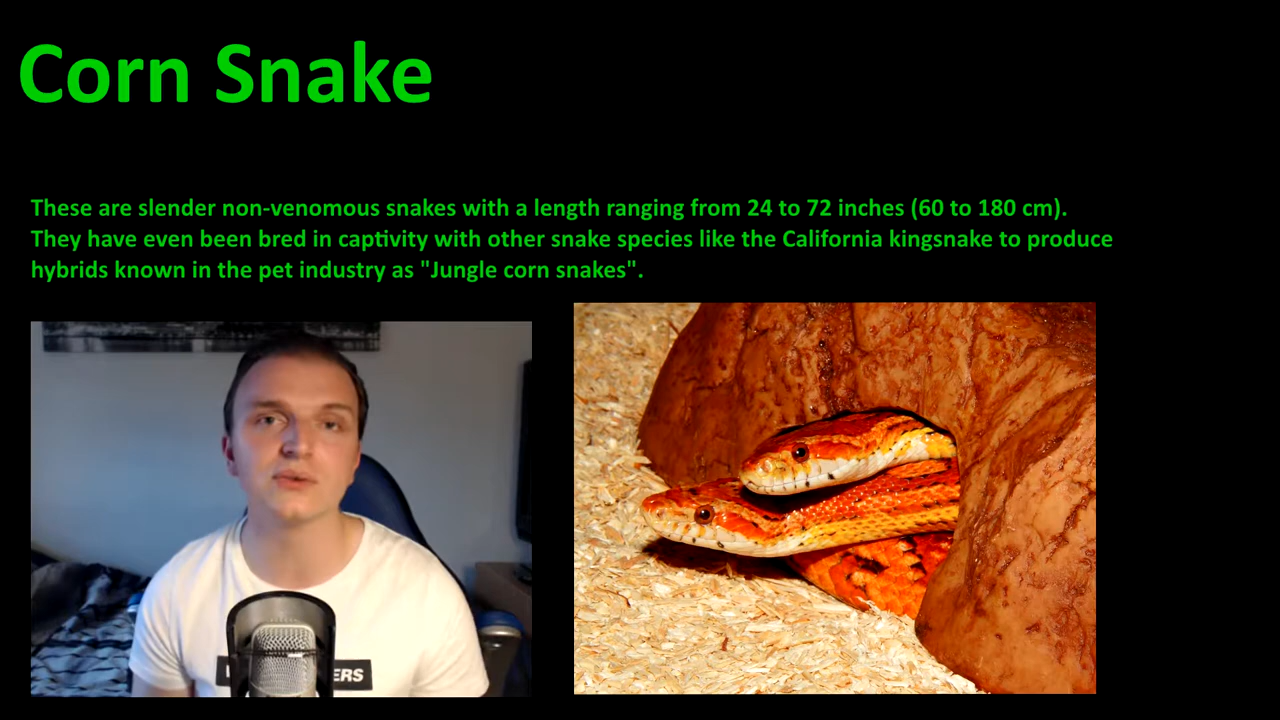 Corn Snake
These are slender non-venomous snakes with a length ranging from 24 to 72 inches (60 to 180 cm).
They have even been bred in captivity with other snake species like the California kingsnake to produce
hybrids known in the pet industry as "Jungle corn snakes".